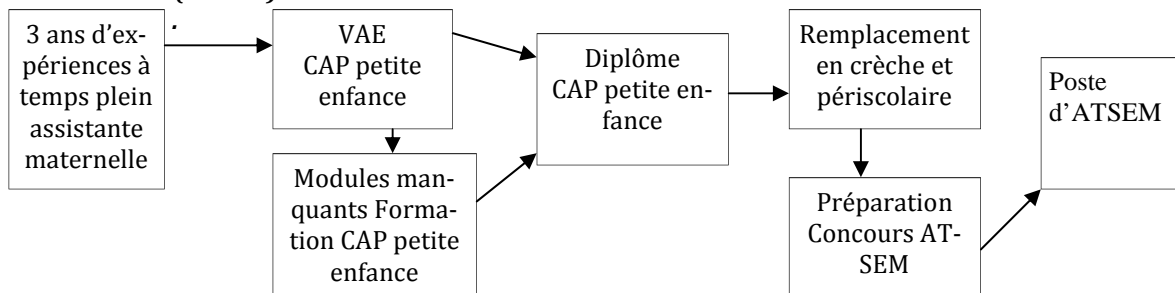 3 ans d'ex-
périences à
temps plein
assistante
maternelle
VAE
CAP petite
enfance
Modules man-
quants Forma-
tion CAP petite
enfance
Diplôme
CAP petite en-
fance
Remplacement
en crèche et
périscolaire
Préparation
Concours AT-
SEM
Poste
d'ATSEM